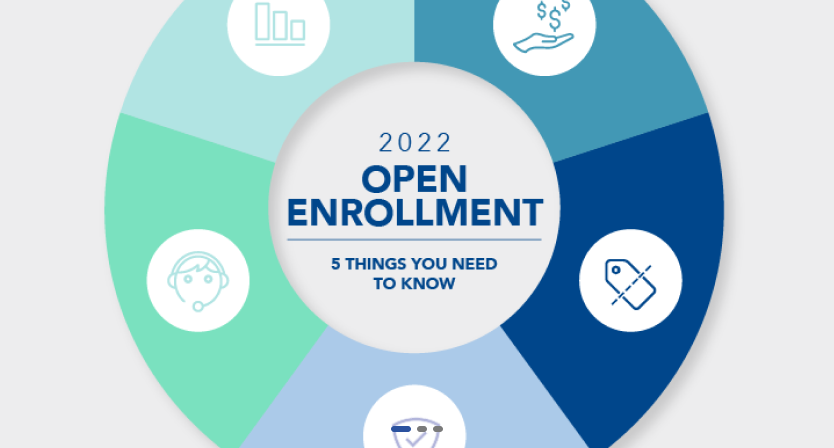 2022
OPEN
ENROLLMENT
5 THINGS YOU NEED
TO KNOW